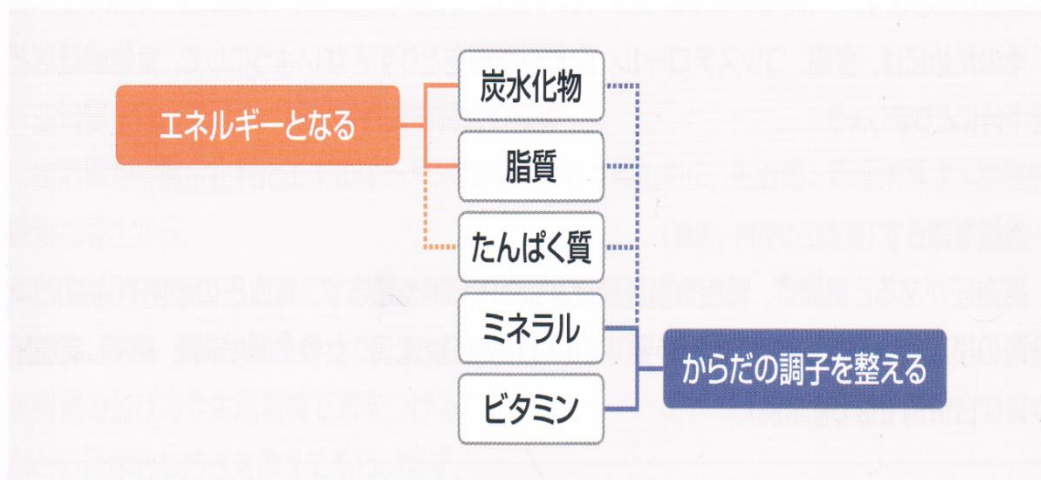 エネルギーとなる
炭水化物
脂質
たんぱく質
ミネラル
ビタミン
からだの調子を整える